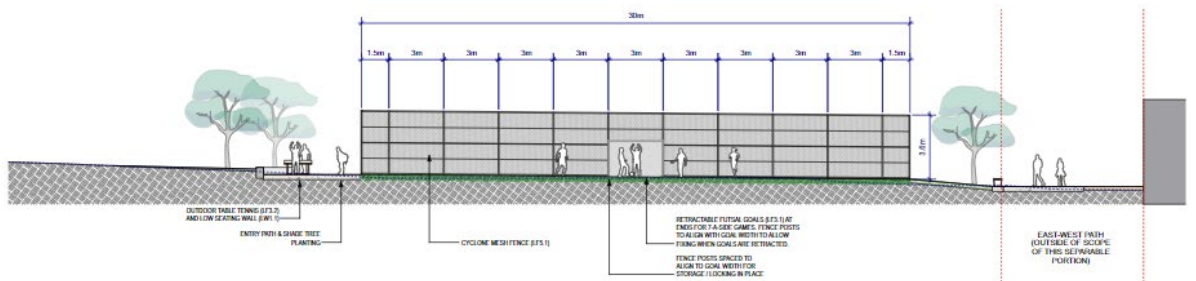 30m
1.5m 3m 3m 3m 3m 3m 3m 3m 3m 3m 1.5m
3.6m
OUTDOOR TABLE TENNIS (LF3.2)
AND LOW SEATING WALL (LW1.1)
ENTRY PATH & SHADE TREE
PLANTING
CYCLONE MESH FENCE (LF5.1)
RETRACTABLE FUTSAL GOALS (LF3.1) AT
ENDS FOR 7-A-SIDE GAMES. FENCE POSTS
TO ALIGN WITH GOAL WIDTH TO ALLOW
FIXING WHEN GOALS ARE RETRACTED.
FENCE POSTS SPACED TO
ALIGN TO GOAL WIDTH FOR
STORAGE / LOCKING IN PLACE
EAST-WEST PATH
(OUTSIDE OF SCOPE
OF THIS SEPARABLE
PORTION)